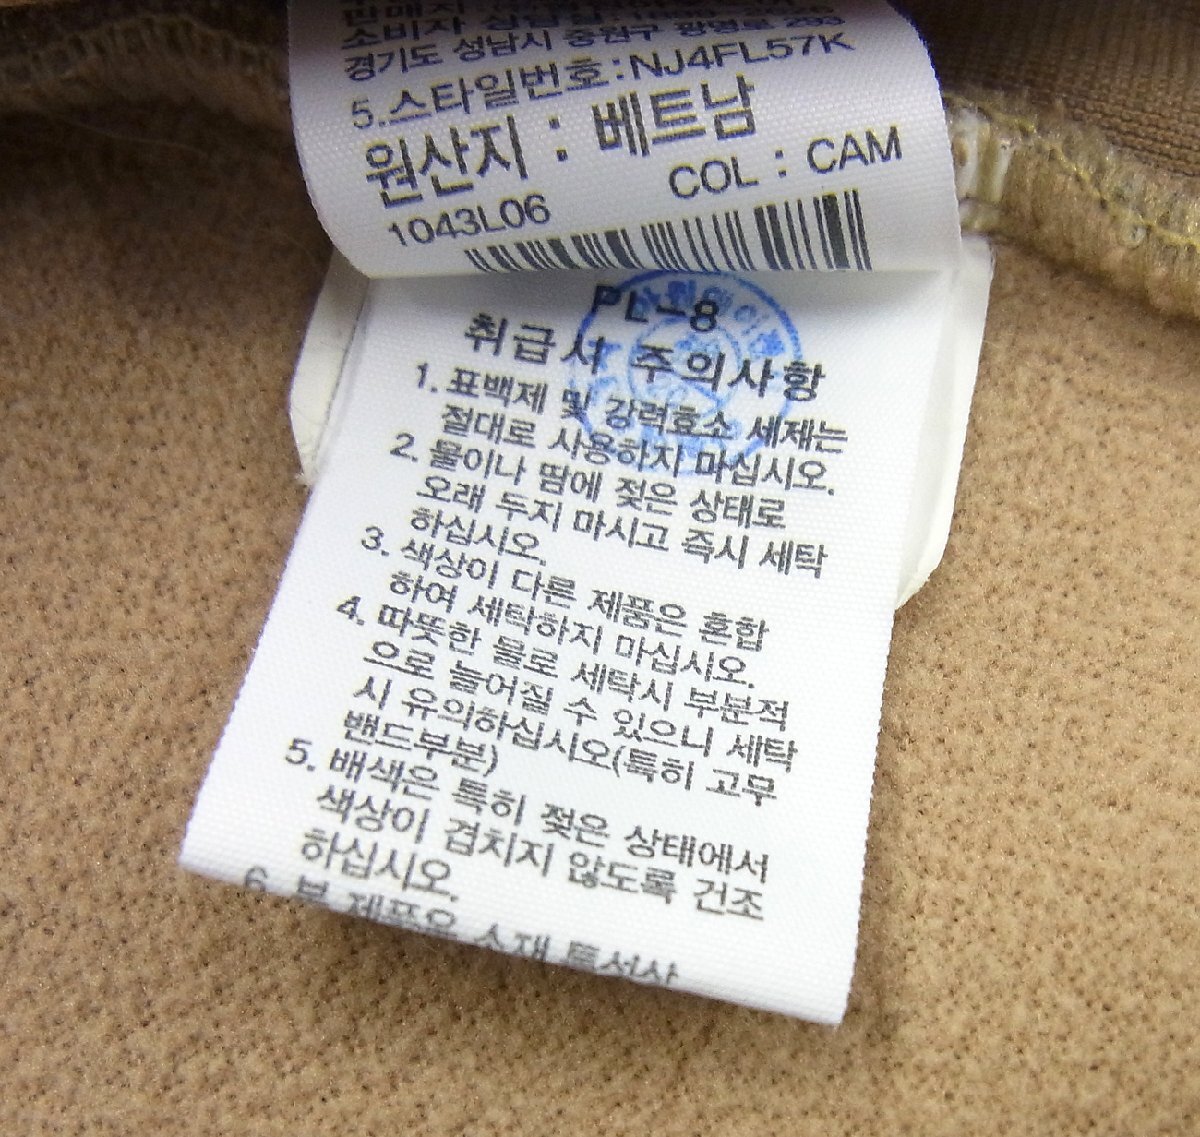 경기도 성남시 중원구 광명로 293
5.스타일번호:NJ4FL57K
원산지 : 베트남
COL : CAM
1043L06
PL-8
취급시 주의사항
1. 표백제 및 강력효소 세제는
절대로 사용하지 마십시오.
2. 물이나 땀에 젖은 상태로
오래 두지 마시고 즉시 세탁
하십시오.
3. 색상이 다른 제품은 혼합
하여 세탁하지 마십시오.
4. 따뜻한 물로 세탁시 부분적
으로 늘어질 수 있으니 세탁
시 유의하십시오(특히 고무
밴드부분)
5. 배색은 특히 젖은 상태에서
색상이 겹치지 않도록 건조
하십시오.
6. 본 제품은 소재 특성상